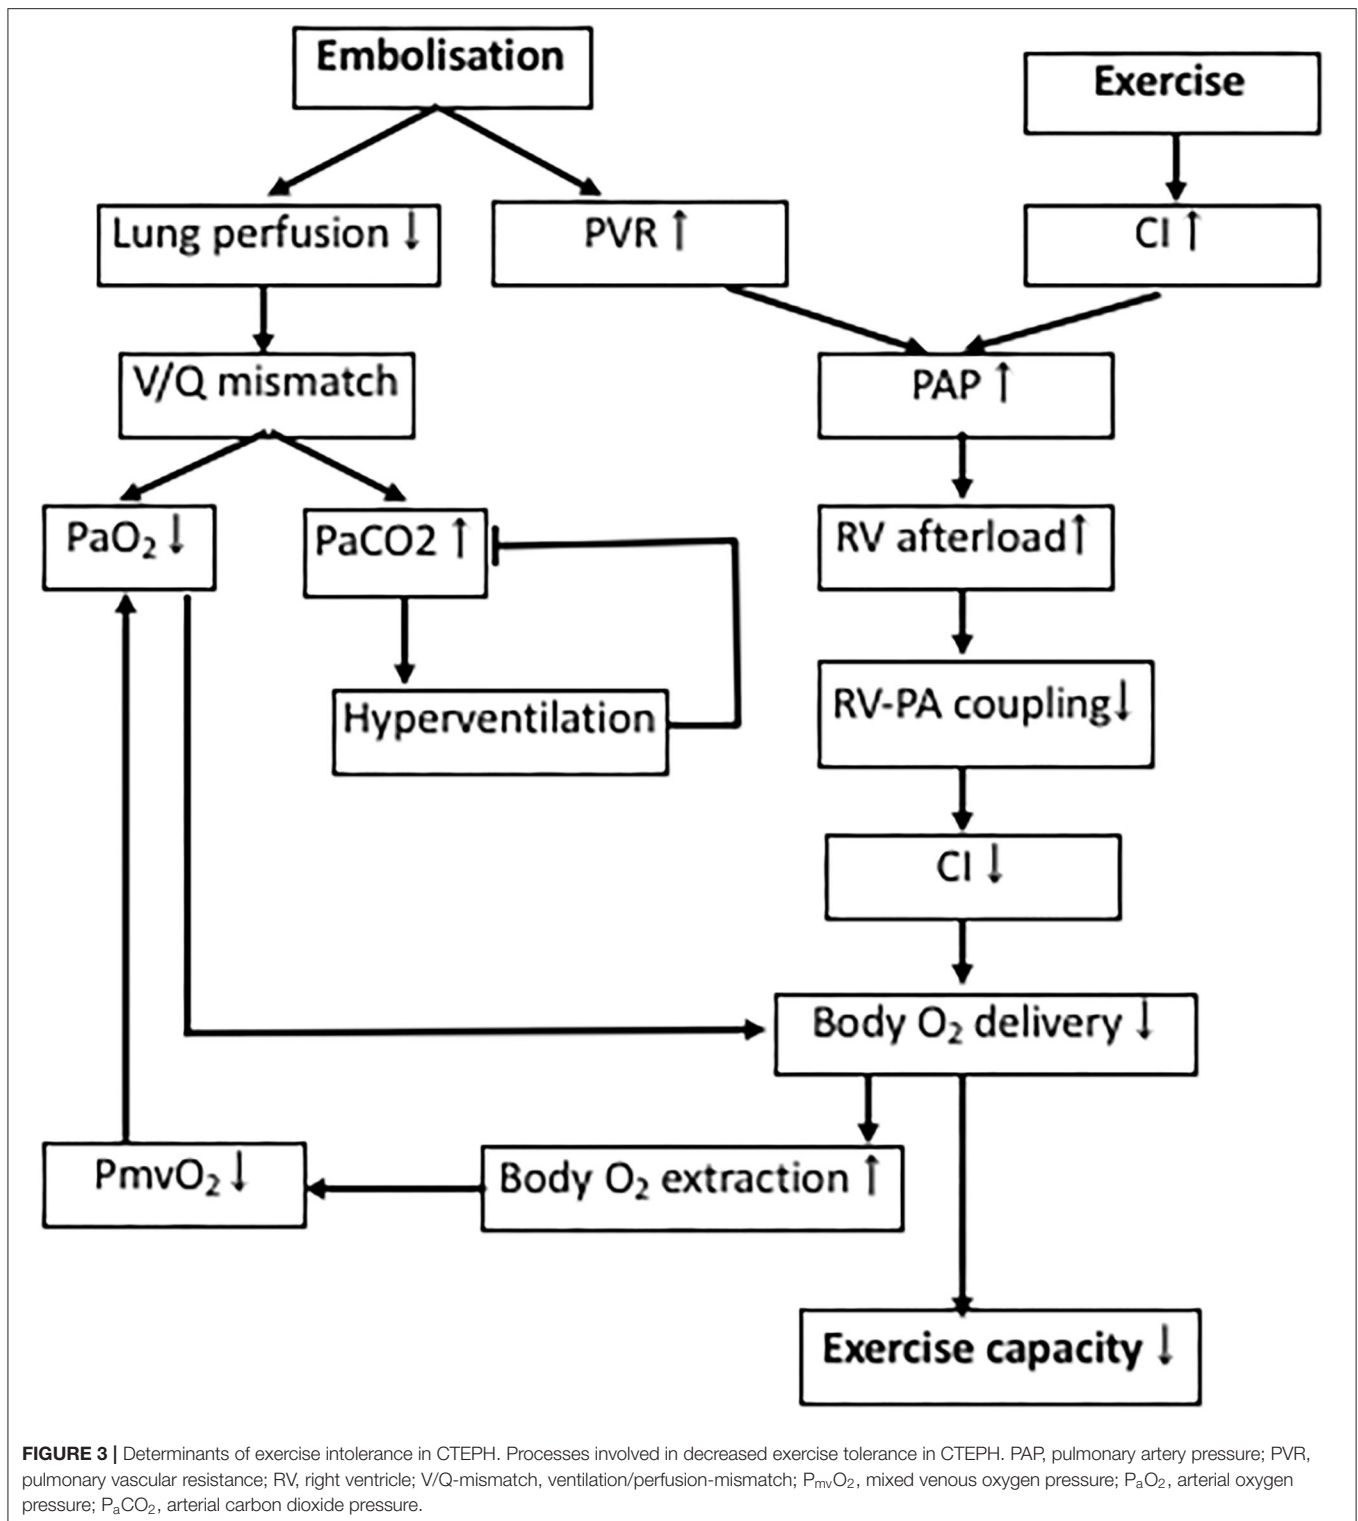 Embolisation
Exercise
Lung perfusion ↓
PVR ↑
CI ↑
V/Q mismatch
PAP ↑
PaO₂ ↓
PaCO2 ↑
RV afterload↑
Hyperventilation
RV-PA coupling↓
CI ↓
Body O₂ delivery ↓
PmvO₂ ↓
Body O₂ extraction ↑
Exercise capacity ↓
FIGURE 3 | Determinants of exercise intolerance in CTEPH. Processes involved in decreased exercise tolerance in CTEPH. PAP, pulmonary artery pressure; PVR,
pulmonary vascular resistance; RV, right ventricle; V/Q-mismatch, ventilation/perfusion-mismatch; PmvO₂, mixed venous oxygen pressure; PaO₂, arterial oxygen
pressure; PaCO₂, arterial carbon dioxide pressure.